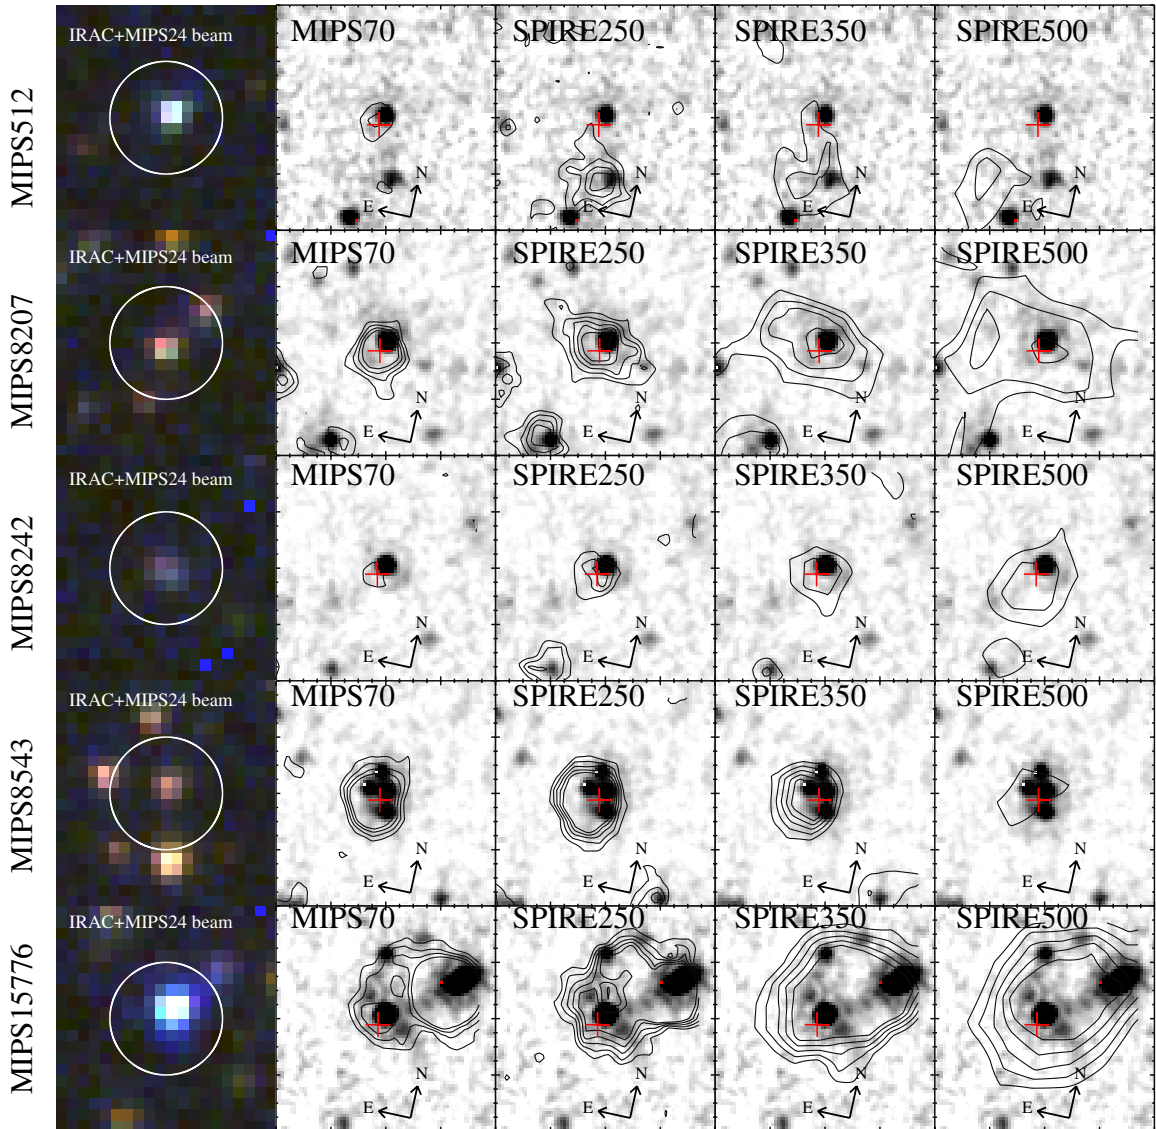 MIPS512
IRAC+MIPS24 beam
MIPS70
SPIRE250
SPIRE350
SPIRE500
N
E
N
E
N
E
N
E
MIPS8207
IRAC+MIPS24 beam
MIPS70
SPIRE250
SPIRE350
SPIRE500
N
E
N
E
N
E
N
E
MIPS8242
IRAC+MIPS24 beam
MIPS70
SPIRE250
SPIRE350
SPIRE500
N
E
N
E
N
E
N
E
MIPS8543
IRAC+MIPS24 beam
MIPS70
SPIRE250
SPIRE350
SPIRE500
N
E
N
E
N
E
N
E
MIPS15776
IRAC+MIPS24 beam
MIPS70
SPIRE250
SPIRE350
SPIRE500
N
E
N
E
N
E
N
E